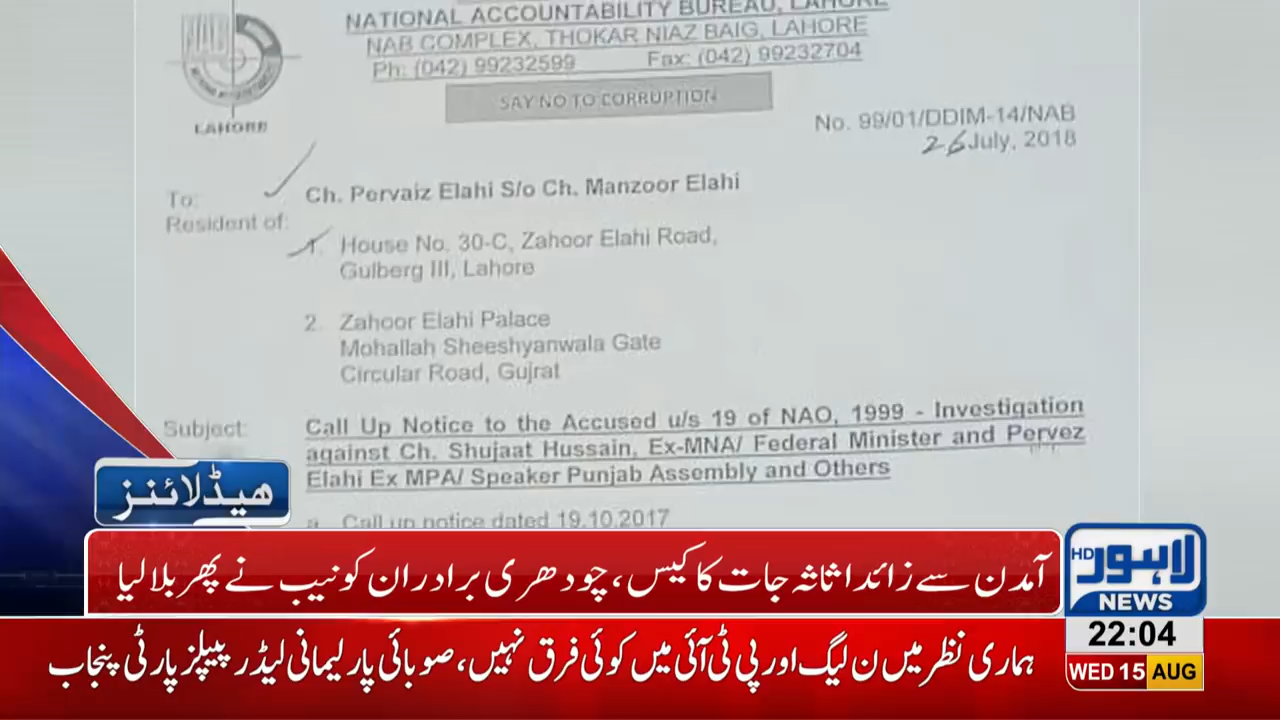 NATIONAL ACCOUNTABILITY BUREAU, LAHORE
NAB COMPLEX, THOKAR NIAZ BAIG, LAHORE
Ph: (042) 99232599 Fax: (042) 99232704
SAY NO TO CORRUPTION
NAB
LAHORE
No. 99/01/DDIM-14/NAB
26 July, 2018
To: Ch. Pervaiz Elahi S/o Ch. Manzoor Elahi
Resident of:
1. House No. 30-C, Zahoor Elahi Road,
Gulberg III, Lahore
2. Zahoor Elahi Palace
Mohallah Sheeshyanwala Gate
Circular Road, Gujrat
Subject: Call Up Notice to the Accused u/s 19 of NAO, 1999 - Investigation
against Ch. Shujaat Hussain, Ex-MNA/ Federal Minister and Pervez
Elahi Ex MPA/ Speaker Punjab Assembly and Others
a. Call up notice dated 19.10.2017
ہیڈلائنز
آمدن سے زائد اثاثہ جات کا کیس، چودھری برادران کو نیب نے پھر بلا لیا
ہماری نظر میں ن لیگ اور پی ٹی آئی میں کوئی فرق نہیں، صوبائی پارلیمانی لیڈر پیپلز پارٹی پنجاب
HD لاہور
NEWS
22:04
WED 15 AUG